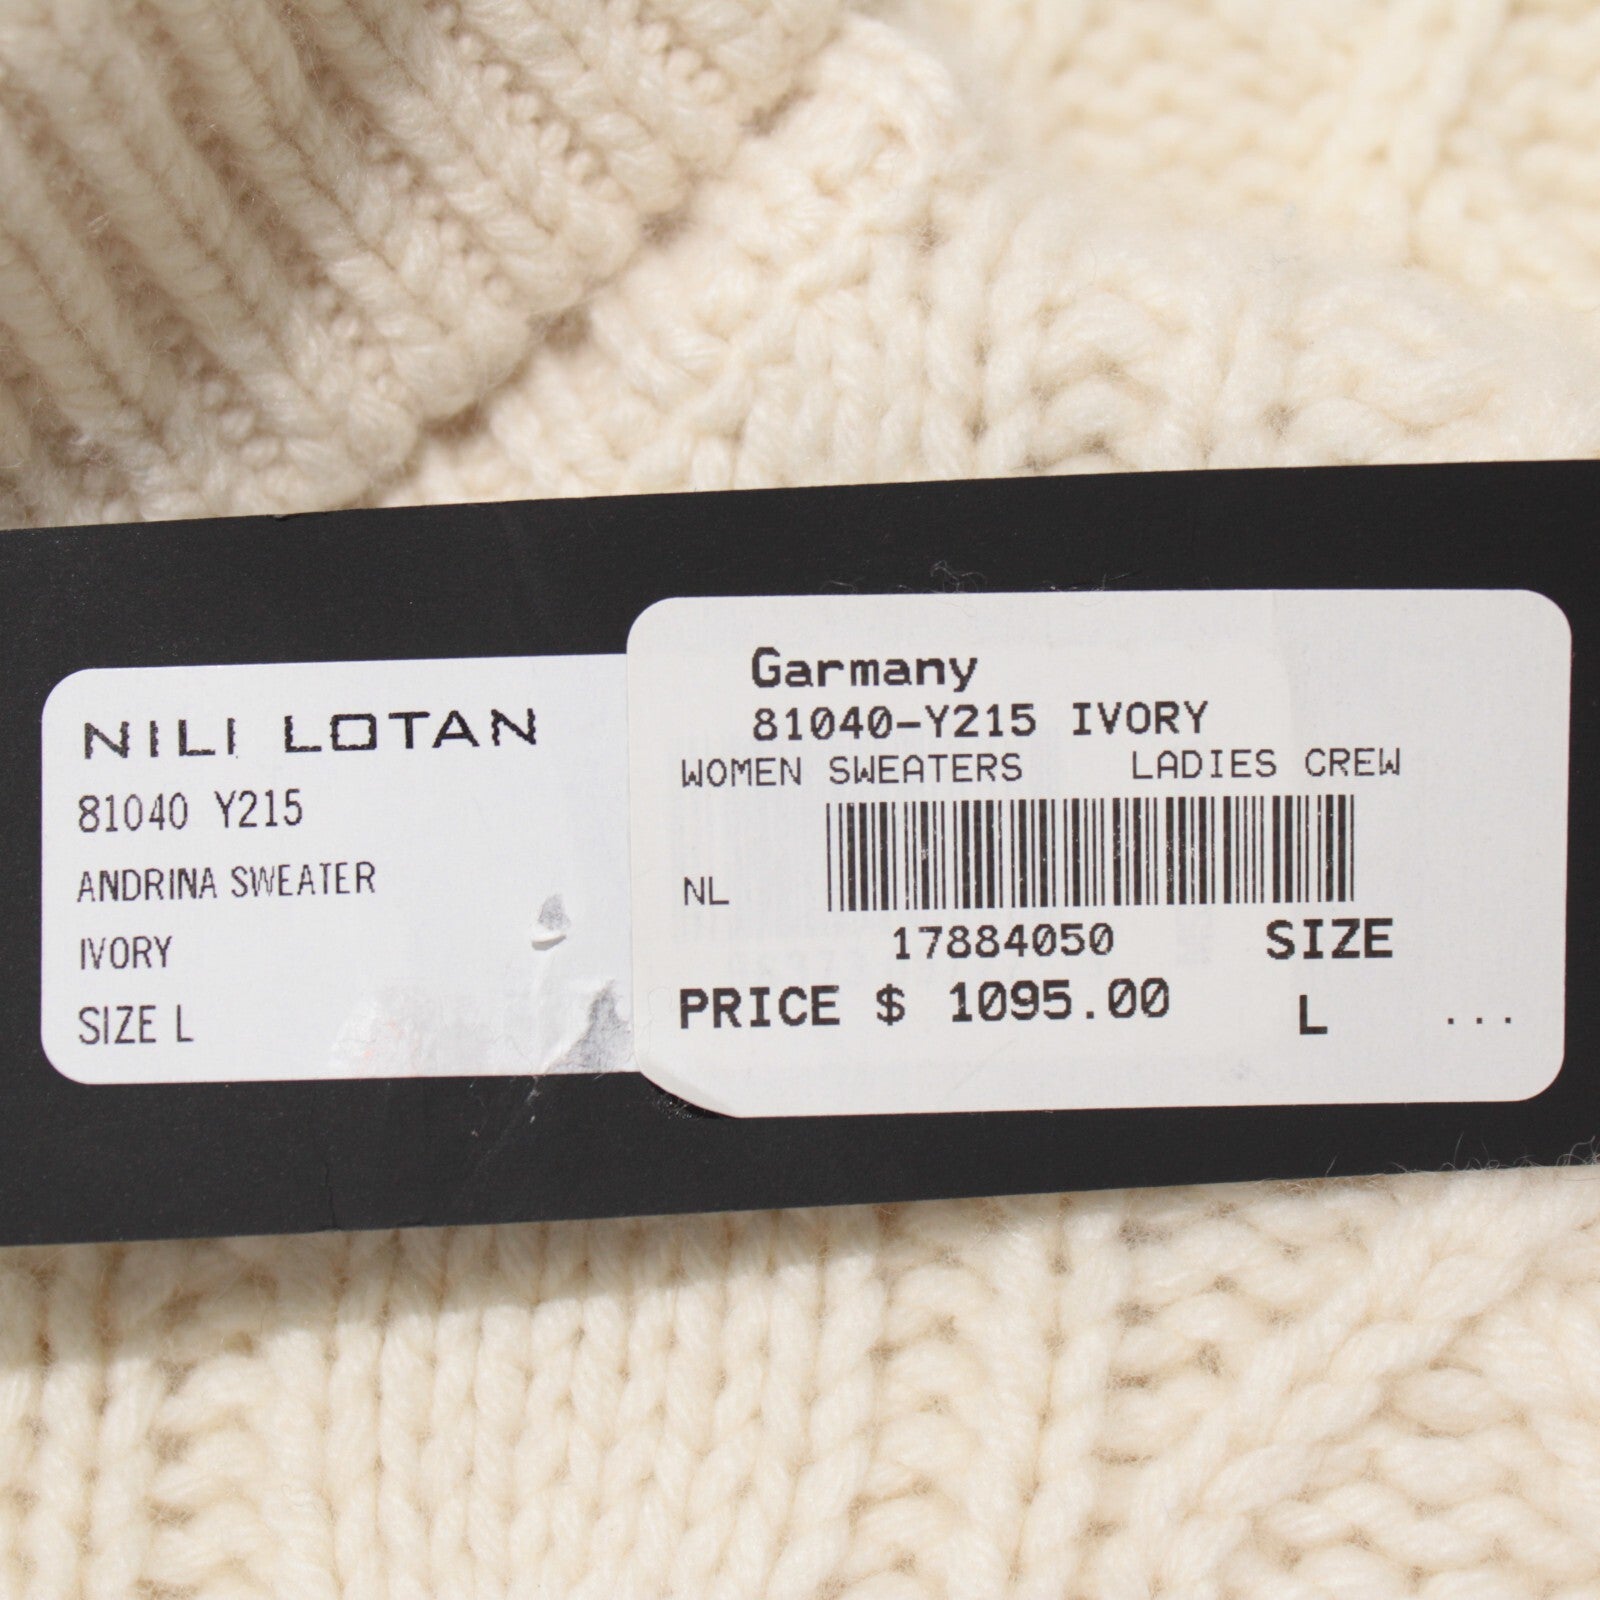 NILI LOTAN
81040 Y215
ANDRINA SWEATER
IVORY
SIZE L
Garmany
81040-Y215 IVORY
WOMEN SWEATERS LADIES CREW
NL
17884050 SIZE
PRICE $ 1095.00 L ...